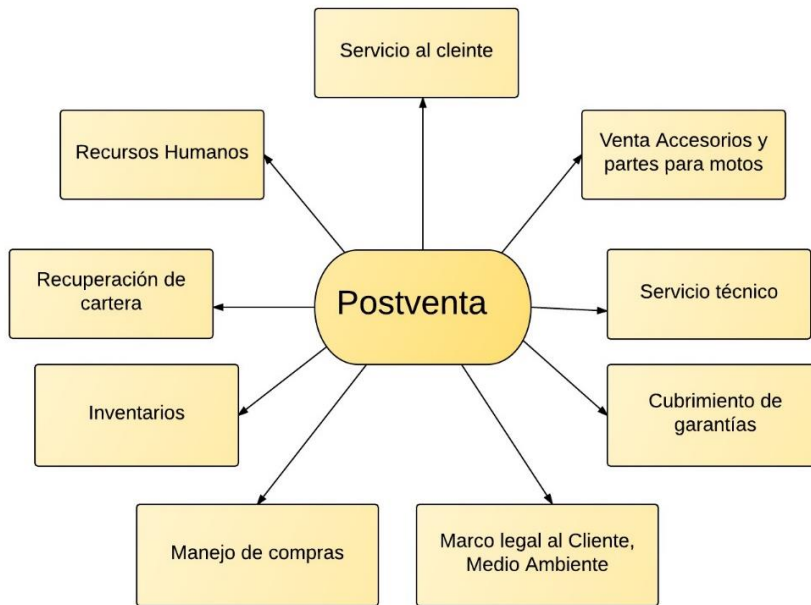 Servicio al cleinte
Recursos Humanos
Venta Accesorios y
partes para motos
Recuperación de
cartera
Postventa
Servicio técnico
Inventarios
Cubrimiento de
garantías
Manejo de compras
Marco legal al Cliente,
Medio Ambiente